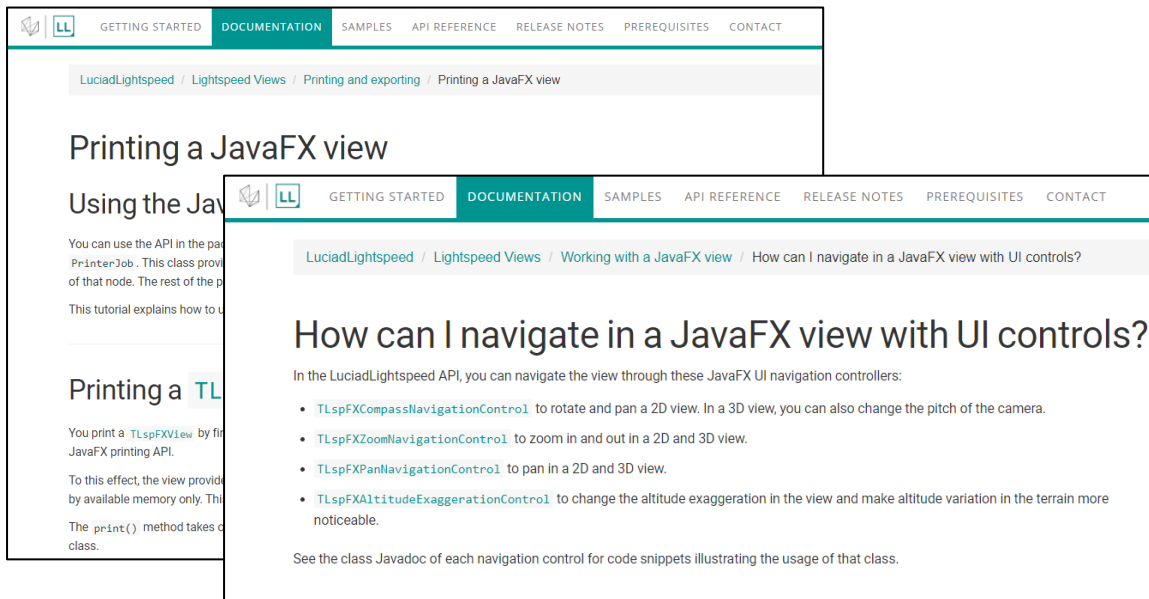 LL GETTING STARTED DOCUMENTATION SAMPLES API REFERENCE RELEASE NOTES PREREQUISITES CONTACT
LuciadLightspeed / Lightspeed Views / Printing and exporting / Printing a JavaFX view
Printing a JavaFX view
Using the Jav
You can use the API in the pac
PrinterJob. This class provi
of that node. The rest of the p
This tutorial explains how to u
Printing a TL
You print a TLspFXView by fir
JavaFX printing API.
To this effect, the view provide
by available memory only. This
The print() method takes c
class.
LL GETTING STARTED DOCUMENTATION SAMPLES API REFERENCE RELEASE NOTES PREREQUISITES CONTACT
LuciadLightspeed / Lightspeed Views / Working with a JavaFX view / How can I navigate in a JavaFX view with UI controls?
How can I navigate in a JavaFX view with UI controls?
In the LuciadLightspeed API, you can navigate the view through these JavaFX UI navigation controllers:
• TLspFXCompassNavigationControl to rotate and pan a 2D view. In a 3D view, you can also change the pitch of the camera.
• TLspFXZoomNavigationControl to zoom in and out in a 2D and 3D view.
• TLspFXPanNavigationControl to pan in a 2D and 3D view.
• TLspFXAltitudeExaggerationControl to change the altitude exaggeration in the view and make altitude variation in the terrain more
noticeable.
See the class Javadoc of each navigation control for code snippets illustrating the usage of that class.